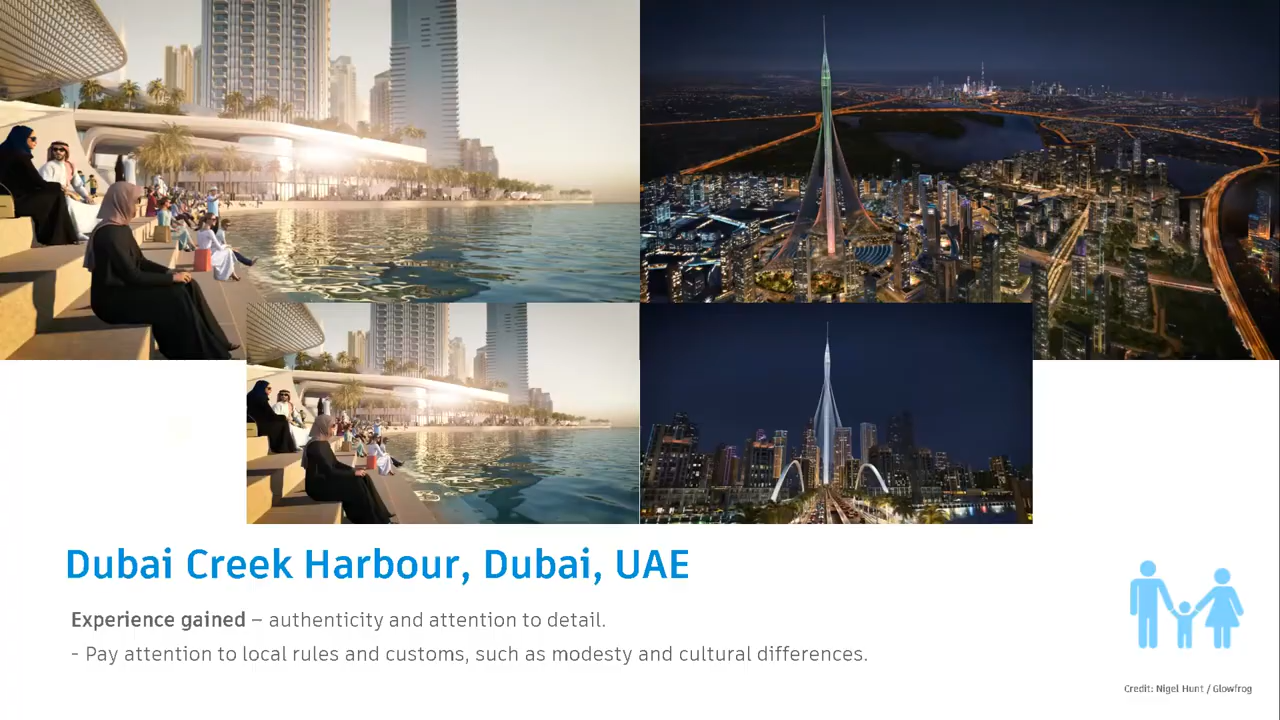 Dubai Creek Harbour, Dubai, UAE
Experience gained – authenticity and attention to detail.
- Pay attention to local rules and customs, such as modesty and cultural differences.
Credit: Nigel Hunt / Glowfrog